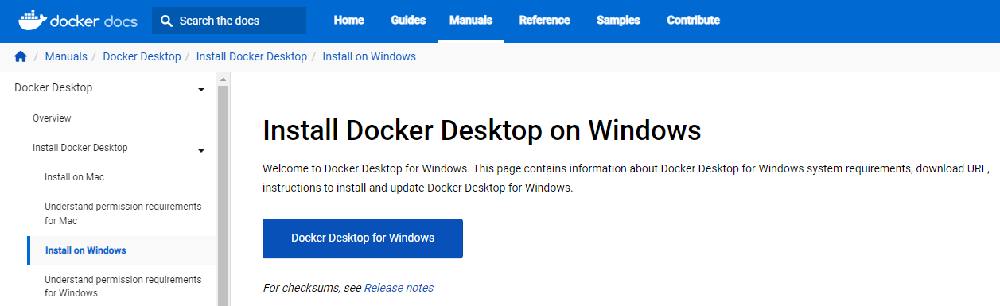 docker docs
Search the docs
Home
Guides
Manuals
Reference
Samples
Contribute
/ Manuals / Docker Desktop / Install Docker Desktop / Install on Windows
Docker Desktop
Overview
Install Docker Desktop
Install on Mac
Understand permission requirements
for Mac
Install on Windows
Understand permission requirements
for Windows
Install Docker Desktop on Windows
Welcome to Docker Desktop for Windows. This page contains information about Docker Desktop for Windows system requirements, download URL,
instructions to install and update Docker Desktop for Windows.
Docker Desktop for Windows
For checksums, see Release notes